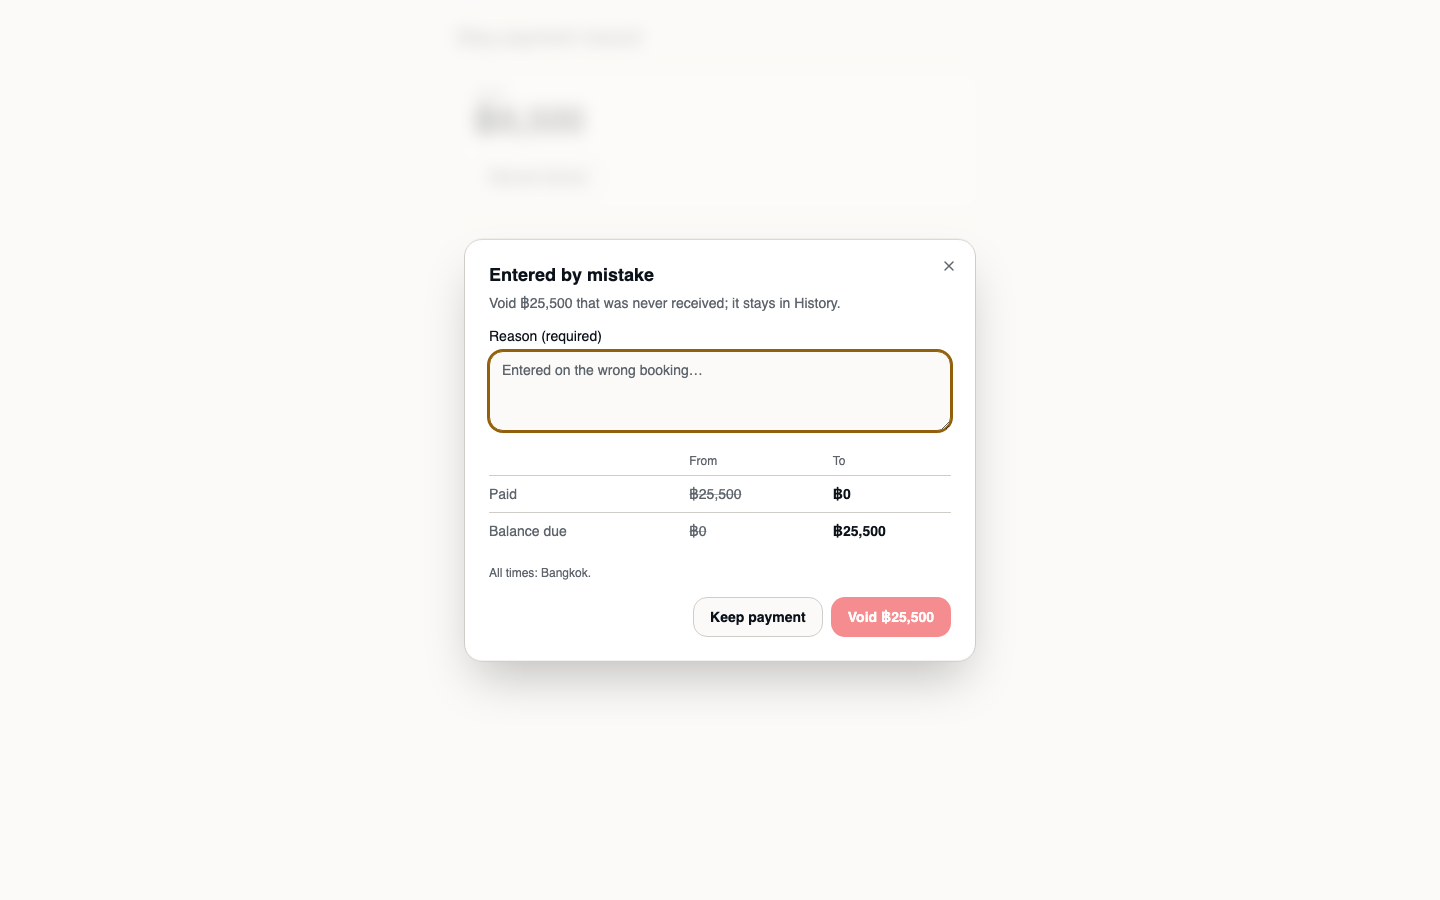 Entered by mistake
Void ฿25,500 that was never received; it stays in History.
Reason (required)
Entered on the wrong booking…
From To
Paid ฿25,500 ฿0
Balance due ฿0 ฿25,500
All times: Bangkok.
Keep payment Void ฿25,500